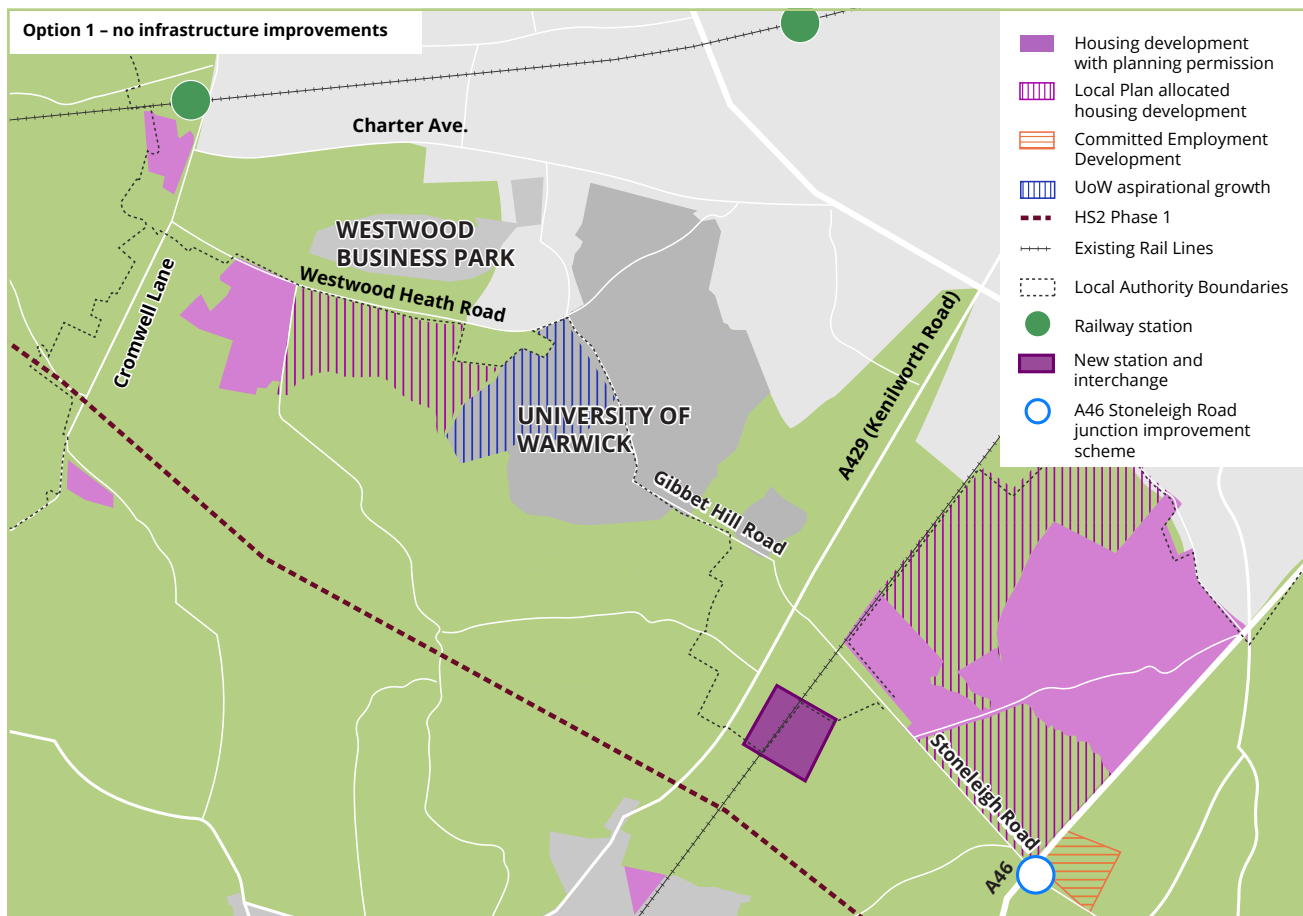 Option 1 – no infrastructure improvements
Charter Ave.
WESTWOOD
BUSINESS PARK
Westwood Heath Road
Cromwell Lane
UNIVERSITY OF
WARWICK
Gibbet Hill Road
A429 (Kenilworth Road)
Stoneleigh Road
A46
Housing development
with planning permission
Local Plan allocated
housing development
Committed Employment
Development
UoW aspirational growth
HS2 Phase 1
Existing Rail Lines
Local Authority Boundaries
Railway station
New station and
interchange
A46 Stoneleigh Road
junction improvement
scheme